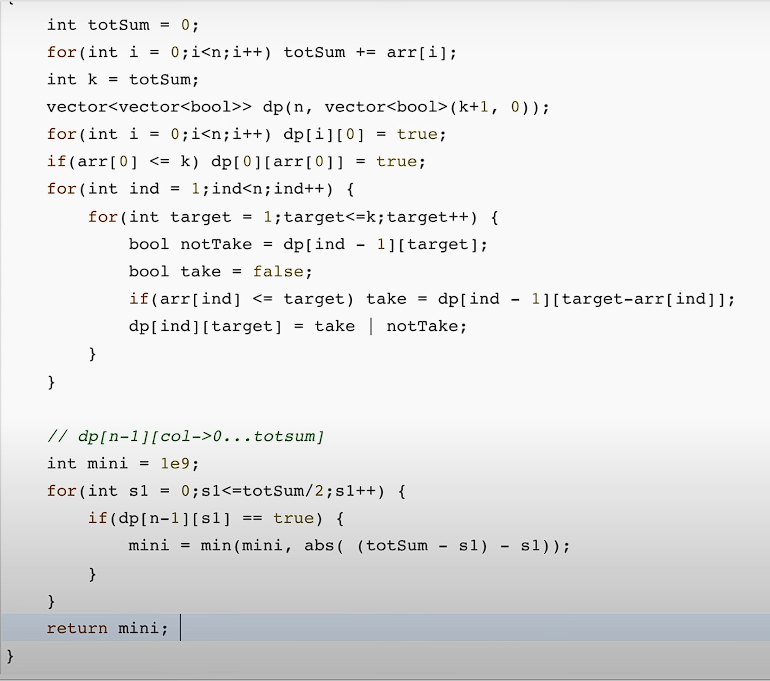 int totSum = 0;
for(int i = 0;i<n;i++) totSum += arr[i];
int k = totSum;
vector<vector<bool>> dp(n, vector<bool>(k+1, 0));
for(int i = 0;i<n;i++) dp[i][0] = true;
if(arr[0] <= k) dp[0][arr[0]] = true;
for(int ind = 1;ind<n;ind++) {
for(int target = 1;target<=k;target++) {
bool notTake = dp[ind - 1][target];
bool take = false;
if(arr[ind] <= target) take = dp[ind - 1][target-arr[ind]];
dp[ind][target] = take | notTake;
}
}
// dp[n-1][col->0...totsum]
int mini = 1e9;
for(int s1 = 0;s1<=totSum/2;s1++) {
if(dp[n-1][s1] == true) {
mini = min(mini, abs( (totSum - s1) - s1));
}
}
return mini;
}